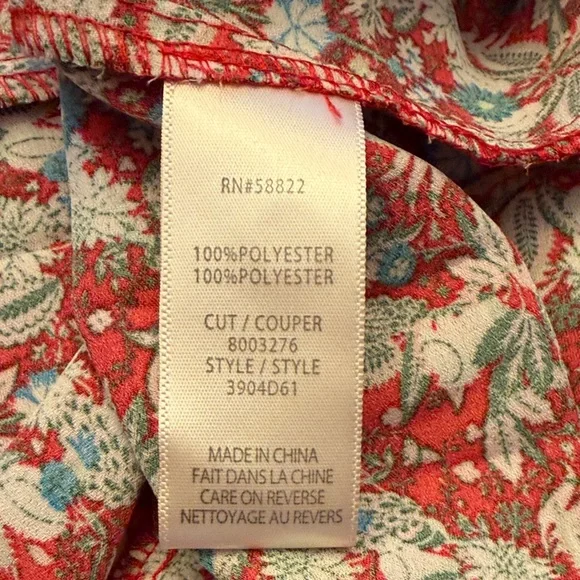 RN#58822
100%POLYESTER
100%POLYESTER
CUT / COUPER
8003276
STYLE / STYLE
3904D61
MADE IN CHINA
FAIT DANS LA CHINE
CARE ON REVERSE
NETTOYAGE AU REVERS